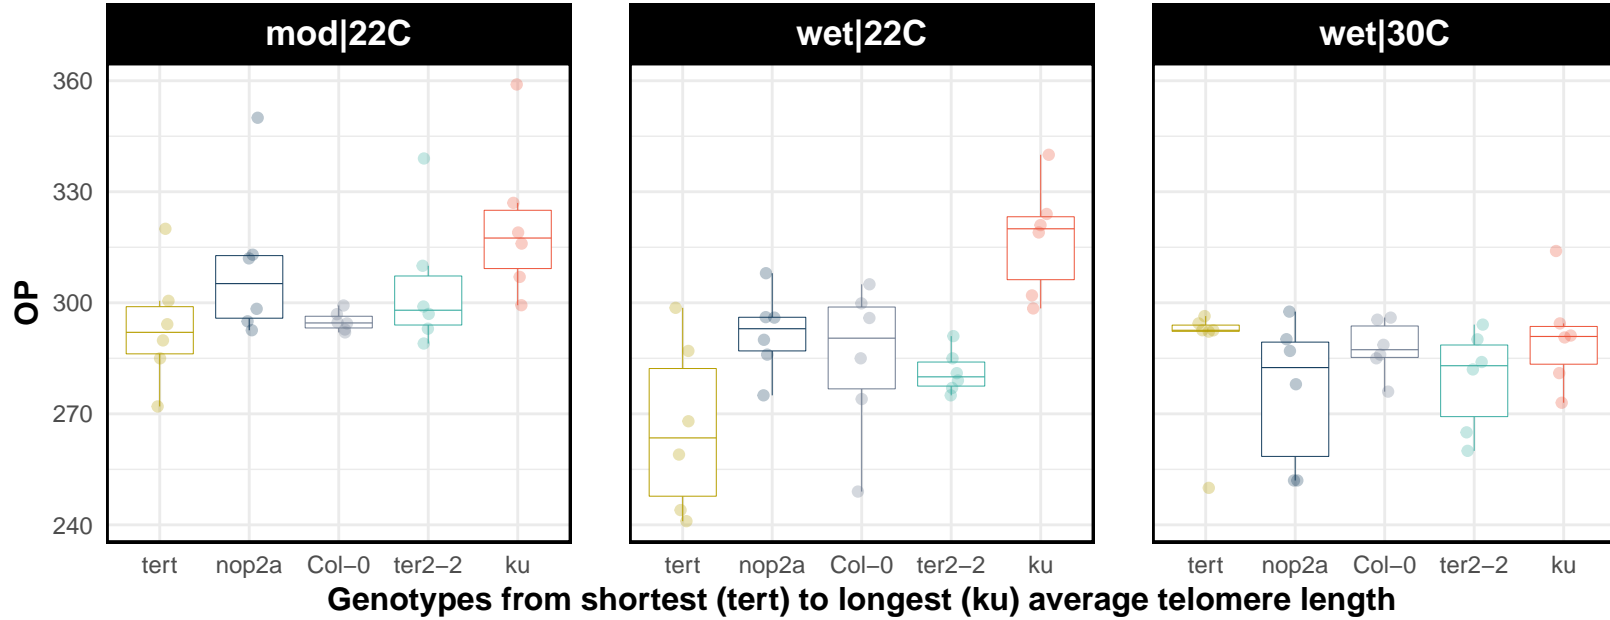 mod|22C
wet|22C
wet|30C
OP
360
330
300
270
240
tert nop2a Col−0 ter2−2 ku
tert nop2a Col−0 ter2−2 ku
tert nop2a Col−0 ter2−2 ku
Genotypes from shortest (tert) to longest (ku) average telomere length